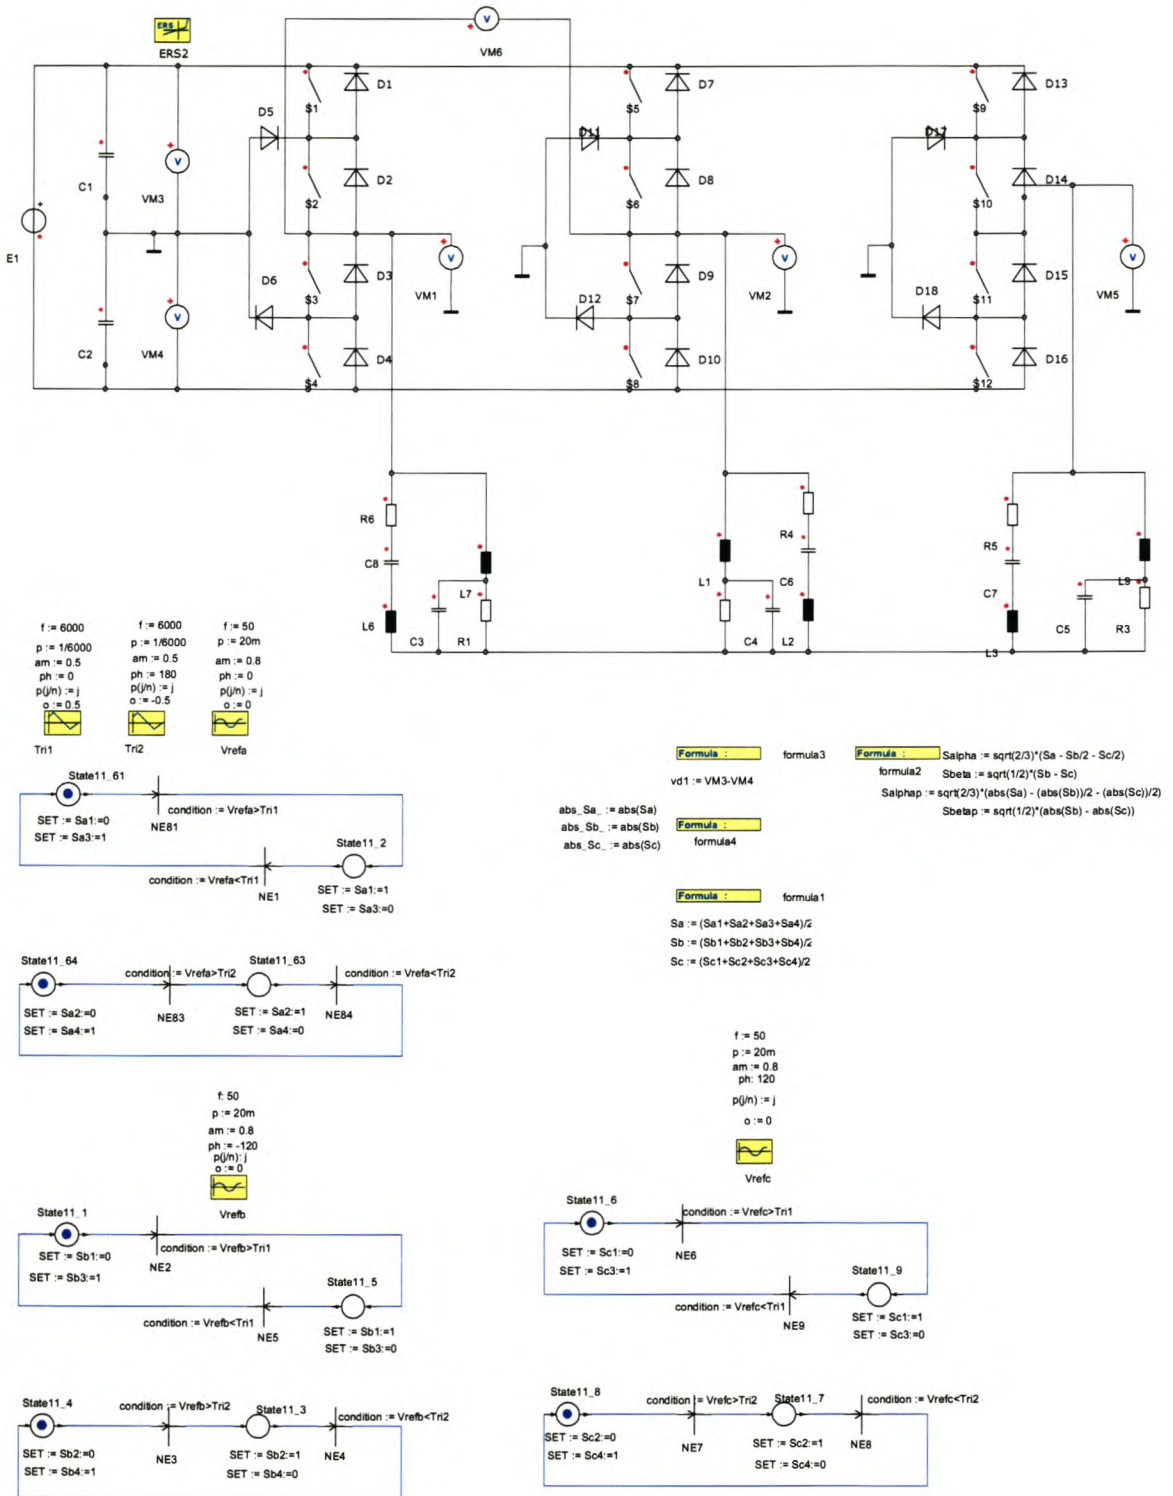 ERS
ERS2
V
VM6
D1
D7
D13
$1
$5
$9
D5
D11
D17
C1
V
VM3
D2
D8
D14
$2
$6
$10
E1
D6
D3
V
VM1
D12
D9
V
VM2
D18
D15
V
VM5
$3
$7
$11
C2
VM4
V
D4
D10
D16
$4
$8
$12
R6
C8
L7
L6
C3
R1
L1
R4
C6
C4
L2
R5
C7
L9
L3
C5
R3
f := 6000
p := 1/6000
am := 0.5
ph := 0
p(j/n) := j
o := 0.5
Tri1
f := 6000
p := 1/6000
am := 0.5
ph := 180
p(j/n) := j
o := -0.5
Tri2
f := 50
p := 20m
am := 0.8
ph := 0
p(j/n) := j
o := 0
Vrefa
Formula :
formula3
vd1 := VM3-VM4
Formula :
formula2
Salpha := sqrt(2/3)*(Sa - Sb/2 - Sc/2)
Sbeta := sqrt(1/2)*(Sb - Sc)
Salphap := sqrt(2/3)*(abs(Sa) - (abs(Sb))/2 - (abs(Sc))/2)
Sbetap := sqrt(1/2)*(abs(Sb) - abs(Sc))
abs_Sa_ := abs(Sa)
abs_Sb_ := abs(Sb)
abs_Sc_ := abs(Sc)
Formula :
formula4
Formula :
formula1
Sa := (Sa1+Sa2+Sa3+Sa4)/2
Sb := (Sb1+Sb2+Sb3+Sb4)/2
Sc := (Sc1+Sc2+Sc3+Sc4)/2
State11_61
SET := Sa1:=0
SET := Sa3:=1
condition := Vrefa>Tri1
NE81
State11_2
condition := Vrefa<Tri1
NE1
SET := Sa1:=1
SET := Sa3:=0
State11_64
condition := Vrefa>Tri2
State11_63
condition := Vrefa<Tri2
SET := Sa2:=0
SET := Sa4:=1
NE83
SET := Sa2:=1
SET := Sa4:=0
NE84
f: 50
p := 20m
am := 0.8
ph := -120
p(j/n): j
o := 0
Vrefb
f := 50
p := 20m
am := 0.8
ph: 120
p(j/n) := j
o := 0
Vrefc
State11_1
SET := Sb1:=0
SET := Sb3:=1
condition := Vrefb>Tri1
NE2
State11_5
condition := Vrefb<Tri1
NE5
SET := Sb1:=1
SET := Sb3:=0
State11_6
condition := Vrefc>Tri1
SET := Sc1:=0
SET := Sc3:=1
NE6
State11_9
condition := Vrefc<Tri1
NE9
SET := Sc1:=1
SET := Sc3:=0
State11_4
condition := Vrefb>Tri2
State11_3
condition := Vrefb<Tri2
SET := Sb2:=0
SET := Sb4:=1
NE3
SET := Sb2:=1
SET := Sb4:=0
NE4
State11_8
condition := Vrefc>Tri2
State11_7
condition := Vrefc<Tri2
SET := Sc2:=0
SET := Sc4:=1
NE7
SET := Sc2:=1
SET := Sc4:=0
NE8